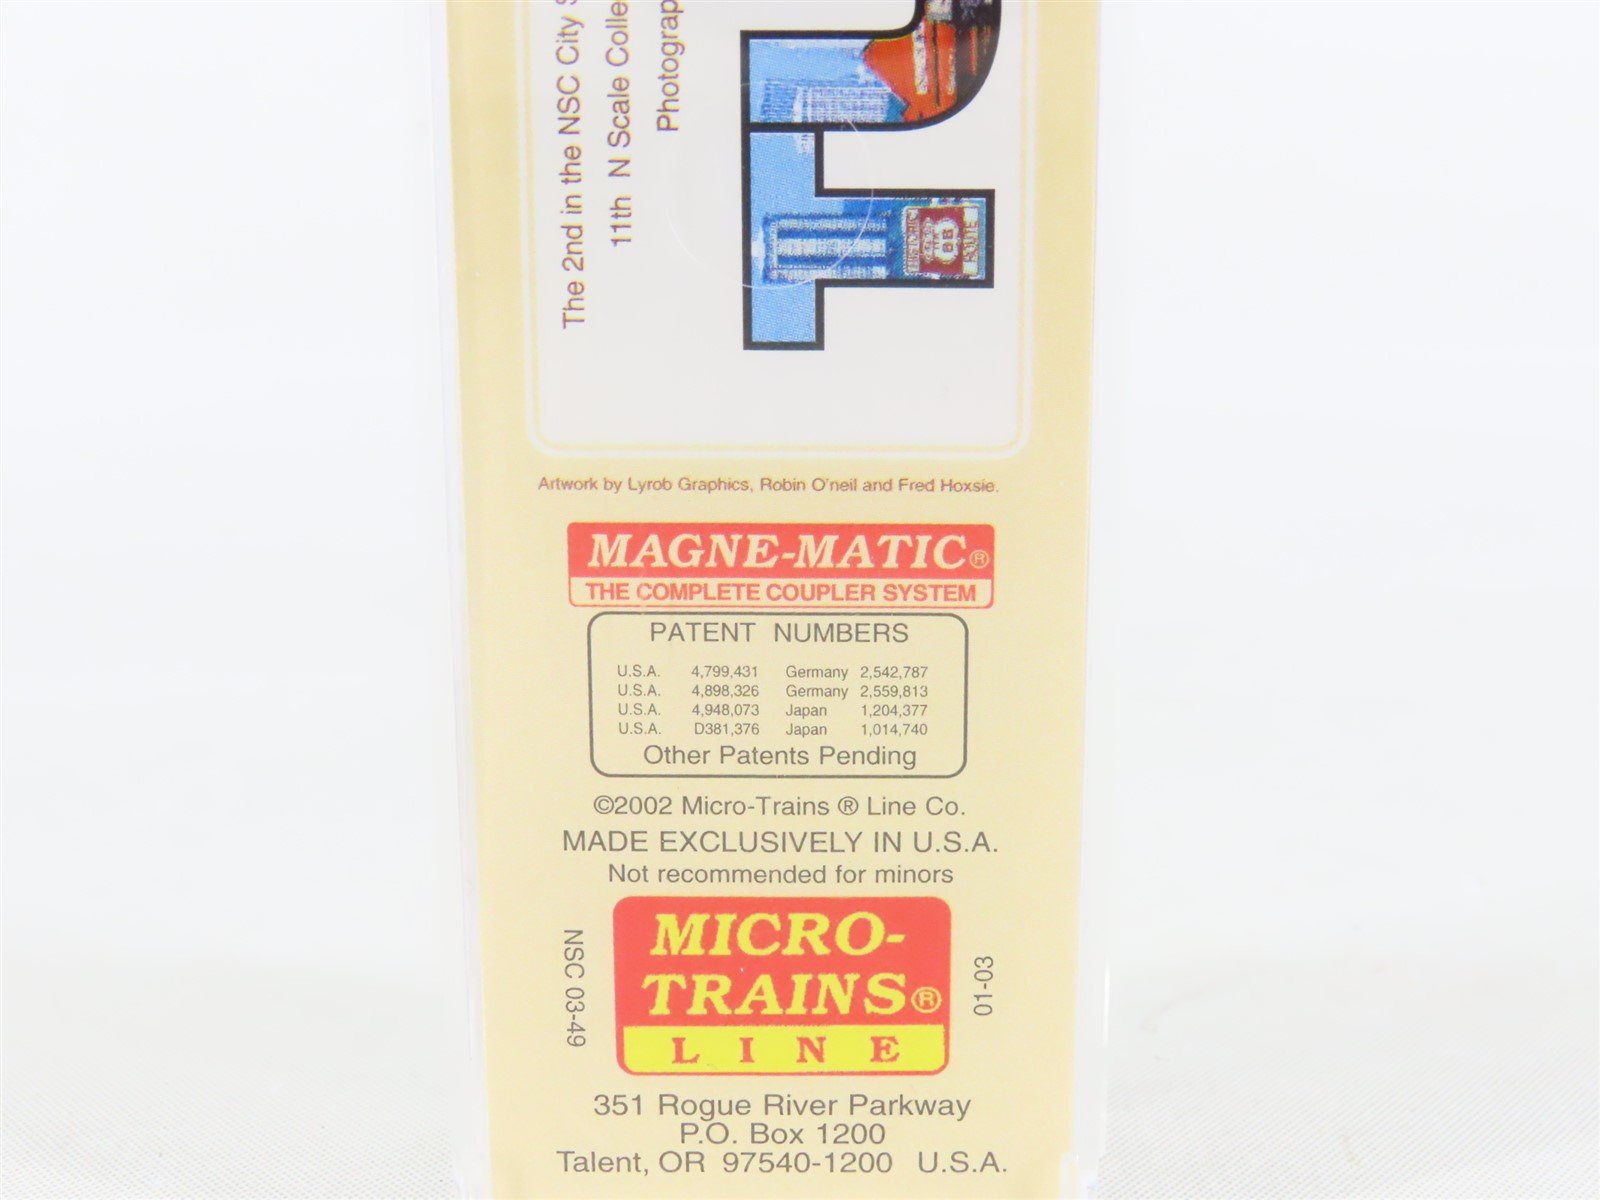 The 2nd in the NSC City
11th N Scale
Artwork by Lyrob Graphics, Robin O'neil and Fred Hoxsie.
MAGNE-MATIC®
THE COMPLETE COUPLER SYSTEM
PATENT NUMBERS
U.S.A. 4,799,431 Germany 2,542,787
U.S.A. 4,898,326 Germany 2,559,813
U.S.A. 4,948,073 Japan 1,204,377
U.S.A. D381,376 Japan 1,014,740
Other Patents Pending
©2002 Micro-Trains ® Line Co.
MADE EXCLUSIVELY IN U.S.A.
Not recommended for minors
NSC 03-49
MICRO-
TRAINS®
LINE
01-03
351 Rogue River Parkway
P.O. Box 1200
Talent, OR 97540-1200 U.S.A.